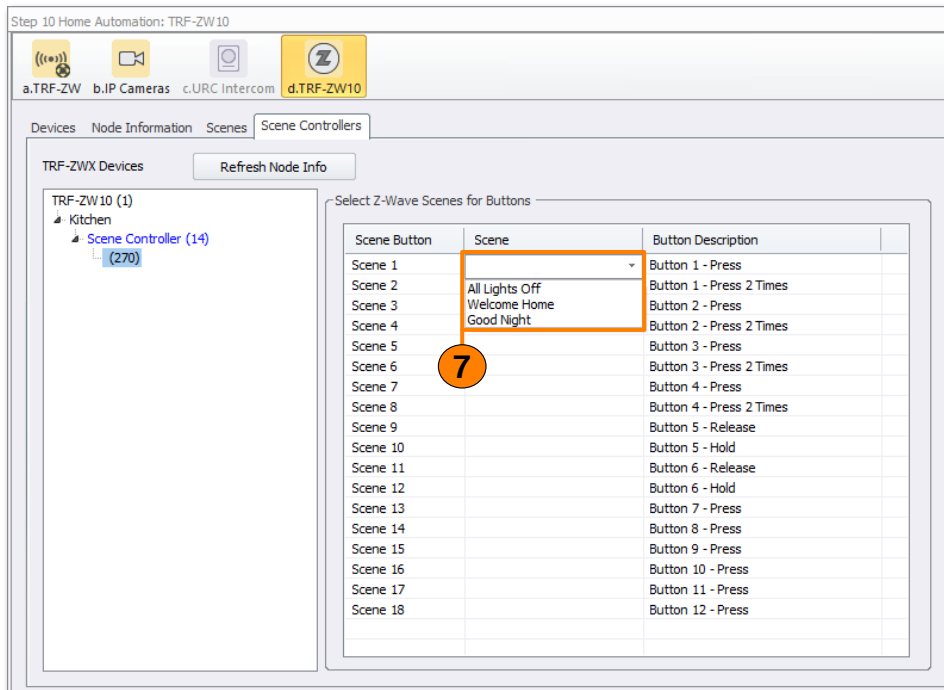 Step 10 Home Automation: TRF-ZW10
a.TRF-ZW b.IP Cameras c.URC Intercom d.TRF-ZW10
Devices Node Information Scenes Scene Controllers
TRF-ZWX Devices Refresh Node Info
TRF-ZW10 (1)
Kitchen
Scene Controller (14)
(270)
Select Z-Wave Scenes for Buttons
Scene Button Scene Button Description
Scene 1 Button 1 - Press
Scene 2 All Lights Off Button 1 - Press 2 Times
Scene 3 Welcome Home Button 2 - Press
Scene 4 Good Night Button 2 - Press 2 Times
Scene 5 Button 3 - Press
Scene 6 7 Button 3 - Press 2 Times
Scene 7 Button 4 - Press
Scene 8 Button 4 - Press 2 Times
Scene 9 Button 5 - Release
Scene 10 Button 5 - Hold
Scene 11 Button 6 - Release
Scene 12 Button 6 - Hold
Scene 13 Button 7 - Press
Scene 14 Button 8 - Press
Scene 15 Button 9 - Press
Scene 16 Button 10 - Press
Scene 17 Button 11 - Press
Scene 18 Button 12 - Press